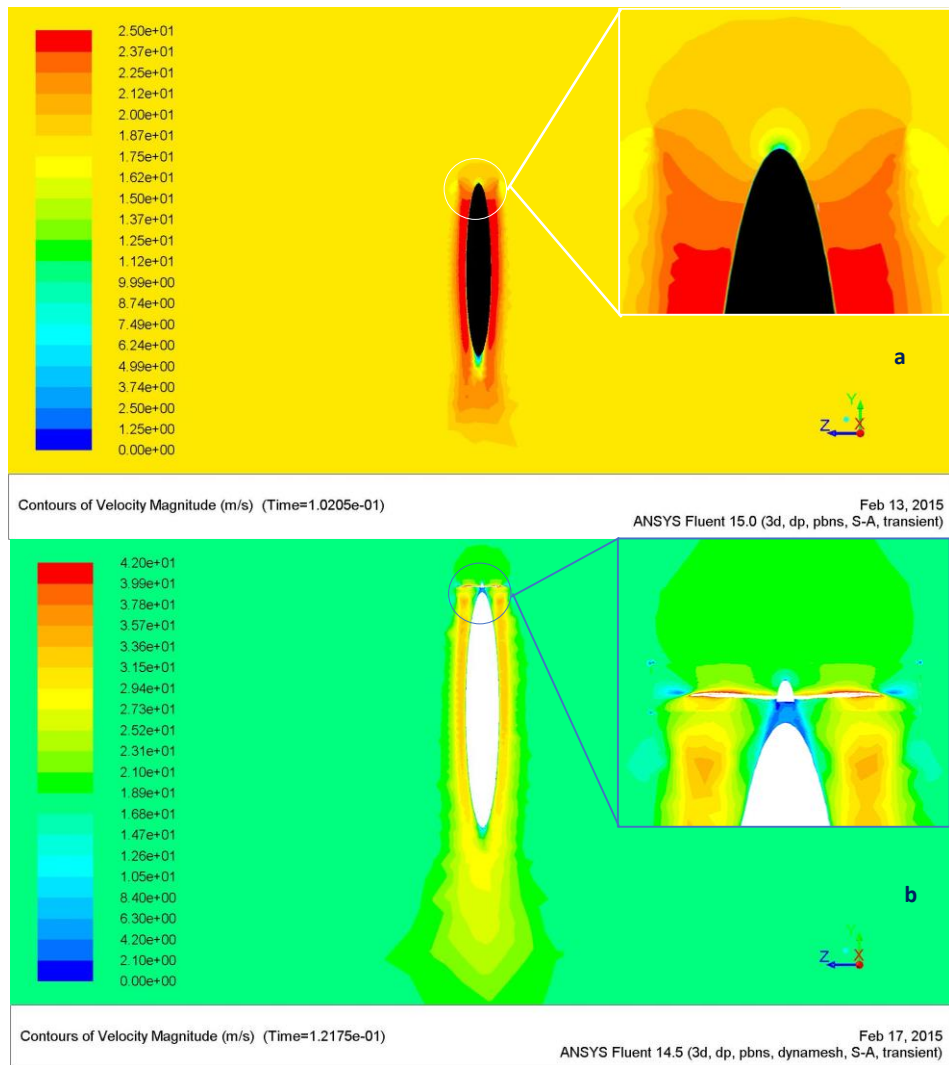 2.50e+01
2.37e+01
2.25e+01
2.12e+01
2.00e+01
1.87e+01
1.75e+01
1.62e+01
1.50e+01
1.37e+01
1.25e+01
1.12e+01
9.99e+00
8.74e+00
7.49e+00
6.24e+00
4.99e+00
3.74e+00
2.50e+00
1.25e+00
0.00e+00
a
Y
Z X
Contours of Velocity Magnitude (m/s) (Time=1.0205e-01)
Feb 13, 2015
ANSYS Fluent 15.0 (3d, dp, pbns, S-A, transient)
4.20e+01
3.99e+01
3.78e+01
3.57e+01
3.36e+01
3.15e+01
2.94e+01
2.73e+01
2.52e+01
2.31e+01
2.10e+01
1.89e+01
1.68e+01
1.47e+01
1.26e+01
1.05e+01
8.40e+00
6.30e+00
4.20e+00
2.10e+00
0.00e+00
b
Y
Z X
Contours of Velocity Magnitude (m/s) (Time=1.2175e-01)
Feb 17, 2015
ANSYS Fluent 14.5 (3d, dp, pbns, dynamesh, S-A, transient)